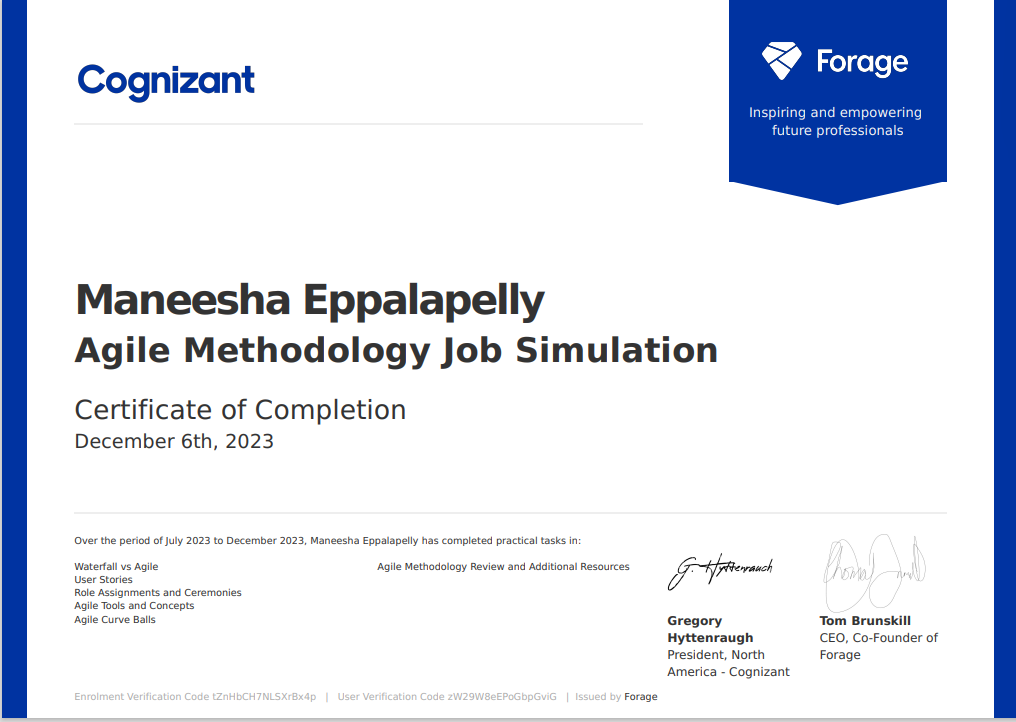 Cognizant
Forage
Inspiring and empowering
future professionals
Maneesha Eppalapelly
Agile Methodology Job Simulation
Certificate of Completion
December 6th, 2023
Over the period of July 2023 to December 2023, Maneesha Eppalapelly has completed practical tasks in:
Waterfall vs Agile
User Stories
Role Assignments and Ceremonies
Agile Tools and Concepts
Agile Curve Balls
Agile Methodology Review and Additional Resources
G. Hyttenrauch
Gregory
Hyttenraugh
President, North
America - Cognizant
Tom Brunskill
CEO, Co-Founder of
Forage
Enrolment Verification Code tZnHbCH7NLSXrBx4p | User Verification Code zW29W8eEPoGbpGviG | Issued by Forage